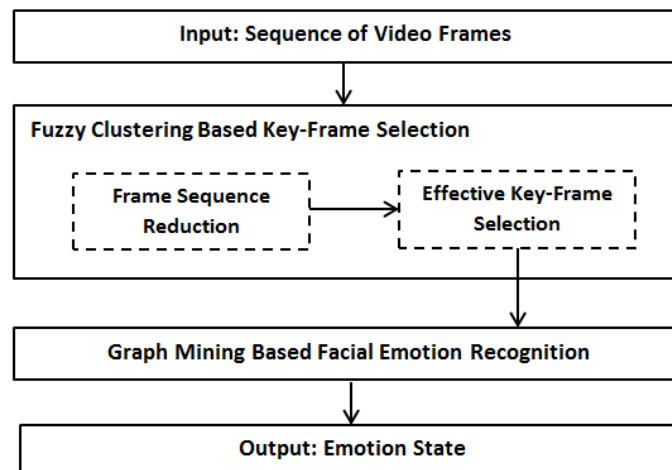 Input: Sequence of Video Frames
Fuzzy Clustering Based Key-Frame Selection
Frame Sequence
Reduction
Effective Key-Frame
Selection
Graph Mining Based Facial Emotion Recognition
Output: Emotion State